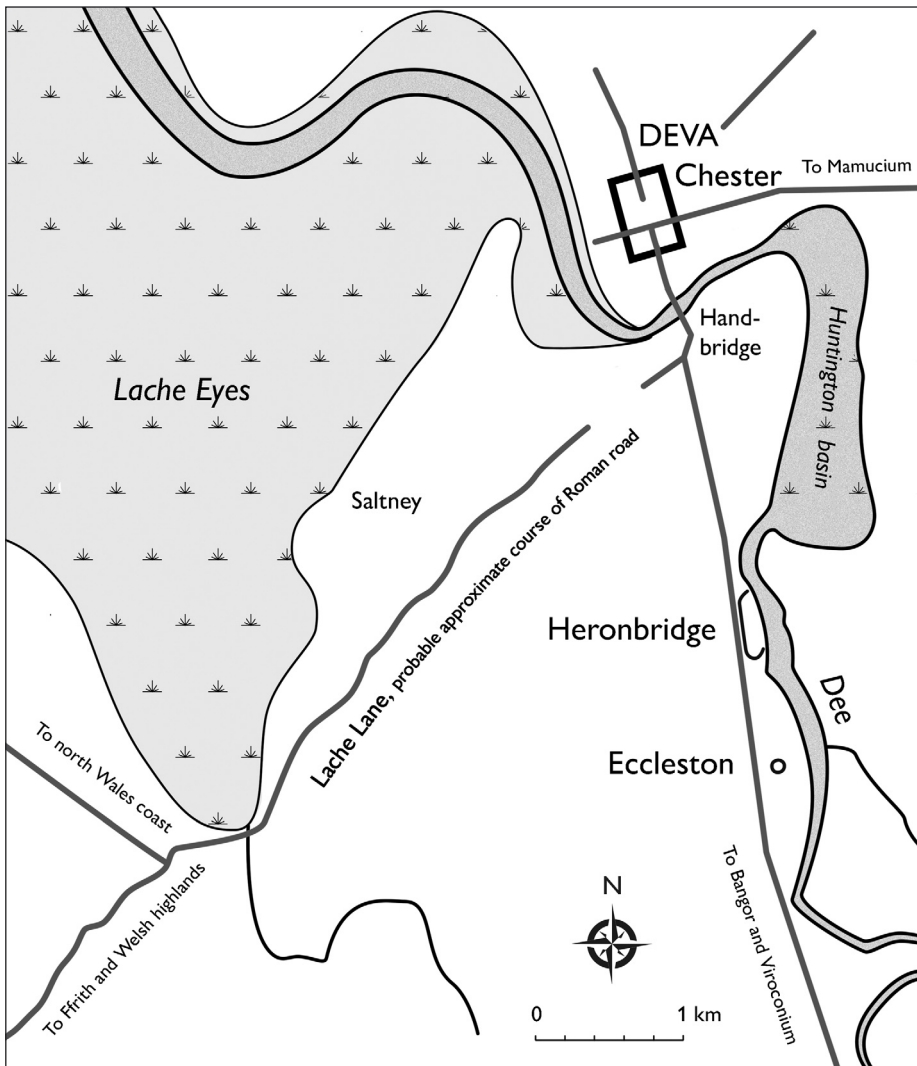 DEVA
Chester
To Mamucium
Hand-
bridge
Huntington basin
Lache Eyes
Saltney
Lache Lane, probable approximate course of Roman road
Heronbridge
Dee
To north Wales coast
Eccleston
To Ffrith and Welsh highlands
To Bangor and Viroconium
N
0 1 km